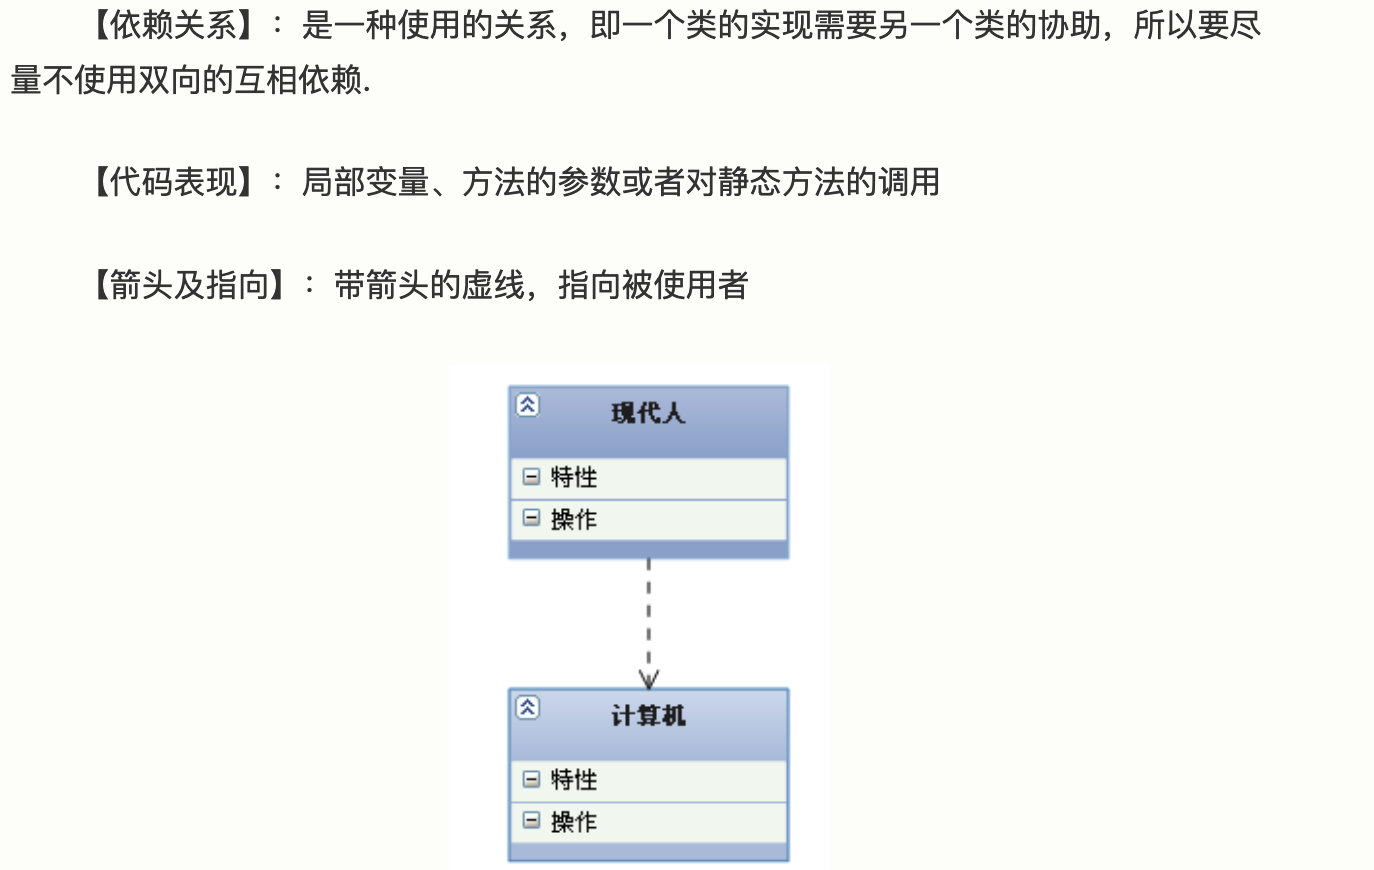 【依赖关系】：是一种使用的关系，即一个类的实现需要另一个类的协助，所以要尽
量不使用双向的互相依赖.
【代码表现】：局部变量、方法的参数或者对静态方法的调用
【箭头及指向】：带箭头的虚线，指向被使用者
现代人
特性
操作
计算机
特性
操作